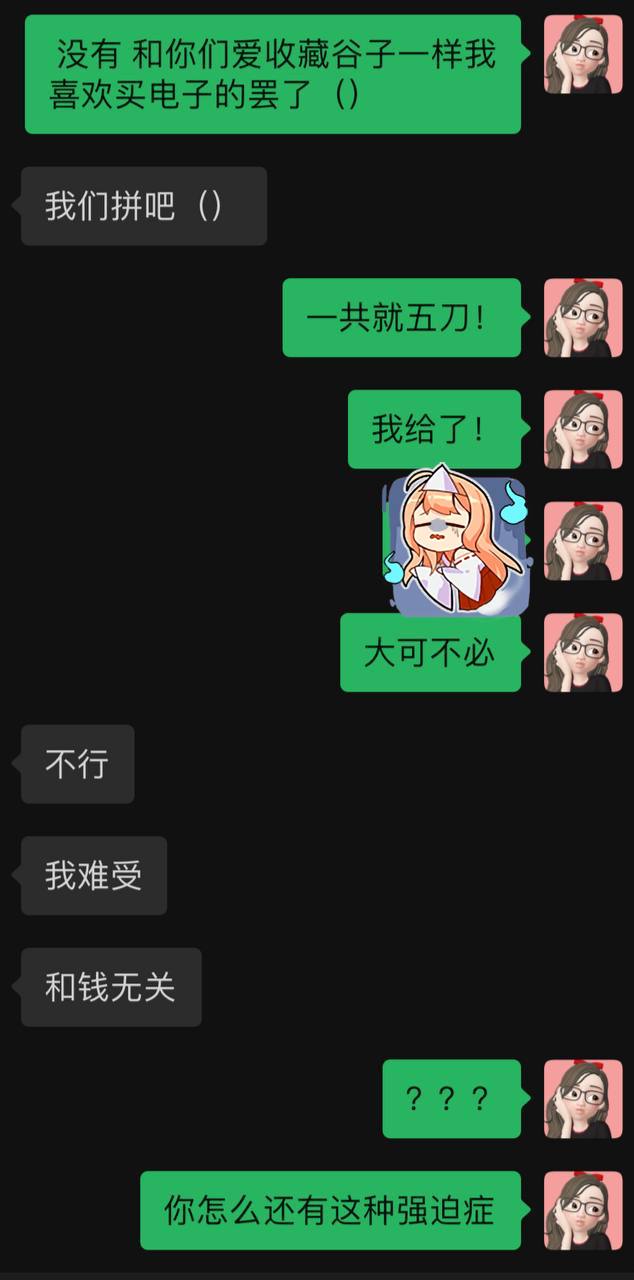 没有 和你们爱收藏谷子一样我
喜欢买电子的罢了（）
我们拼吧（）
一共就五刀！
我给了！
大可不必
不行
我难受
和钱无关
？？？
你怎么还有这种强迫症